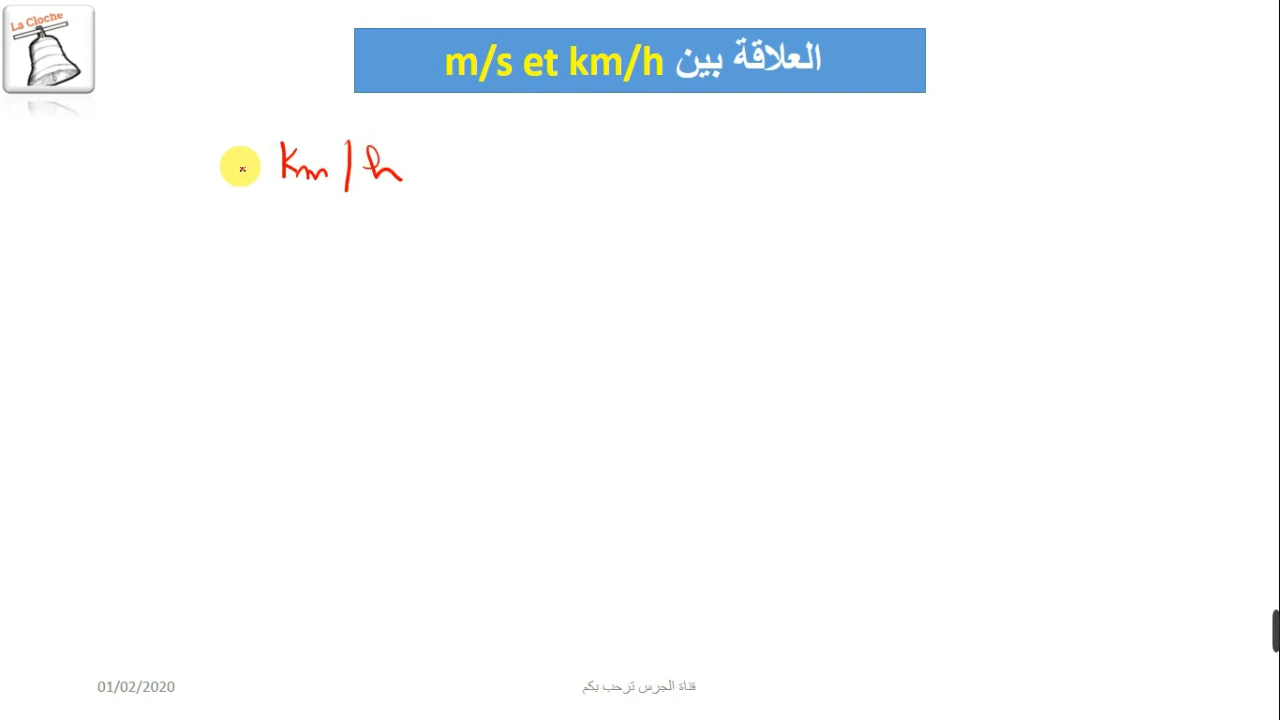 La Cloche
العلاقة بين m/s et km/h
Km/h
01/02/2020
قناة الجرس ترحب بكم